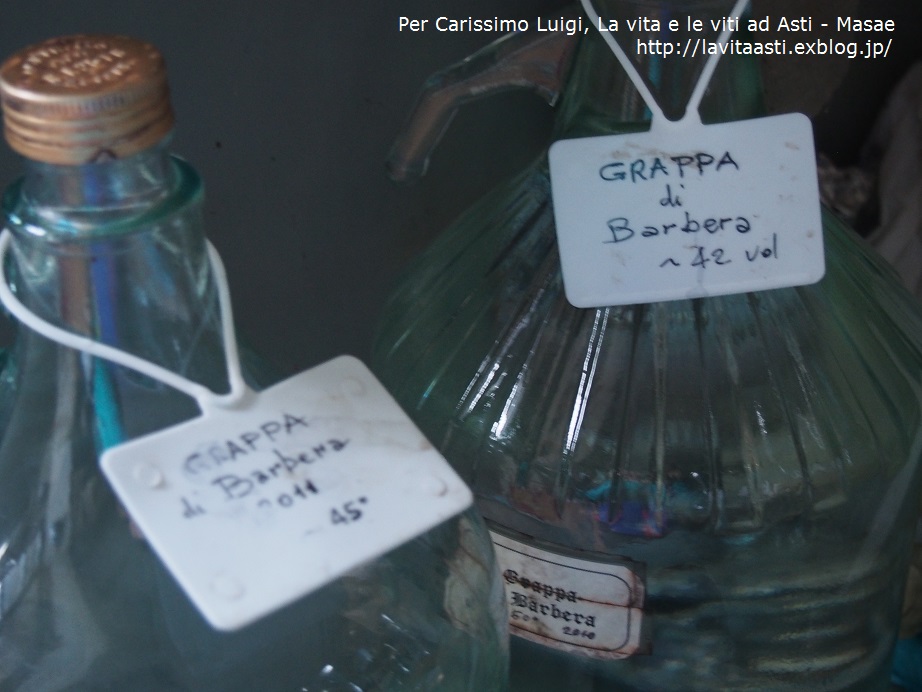 Per Carissimo Luigi, La vita e le viti ad Asti - Masae
http://lavitaasti.exblog.jp/
GRAPPA
di
Barbera
~ 42 vol
GRAPPA
di Barbera
2011
45°
Grappa
Barbera
50° 2010